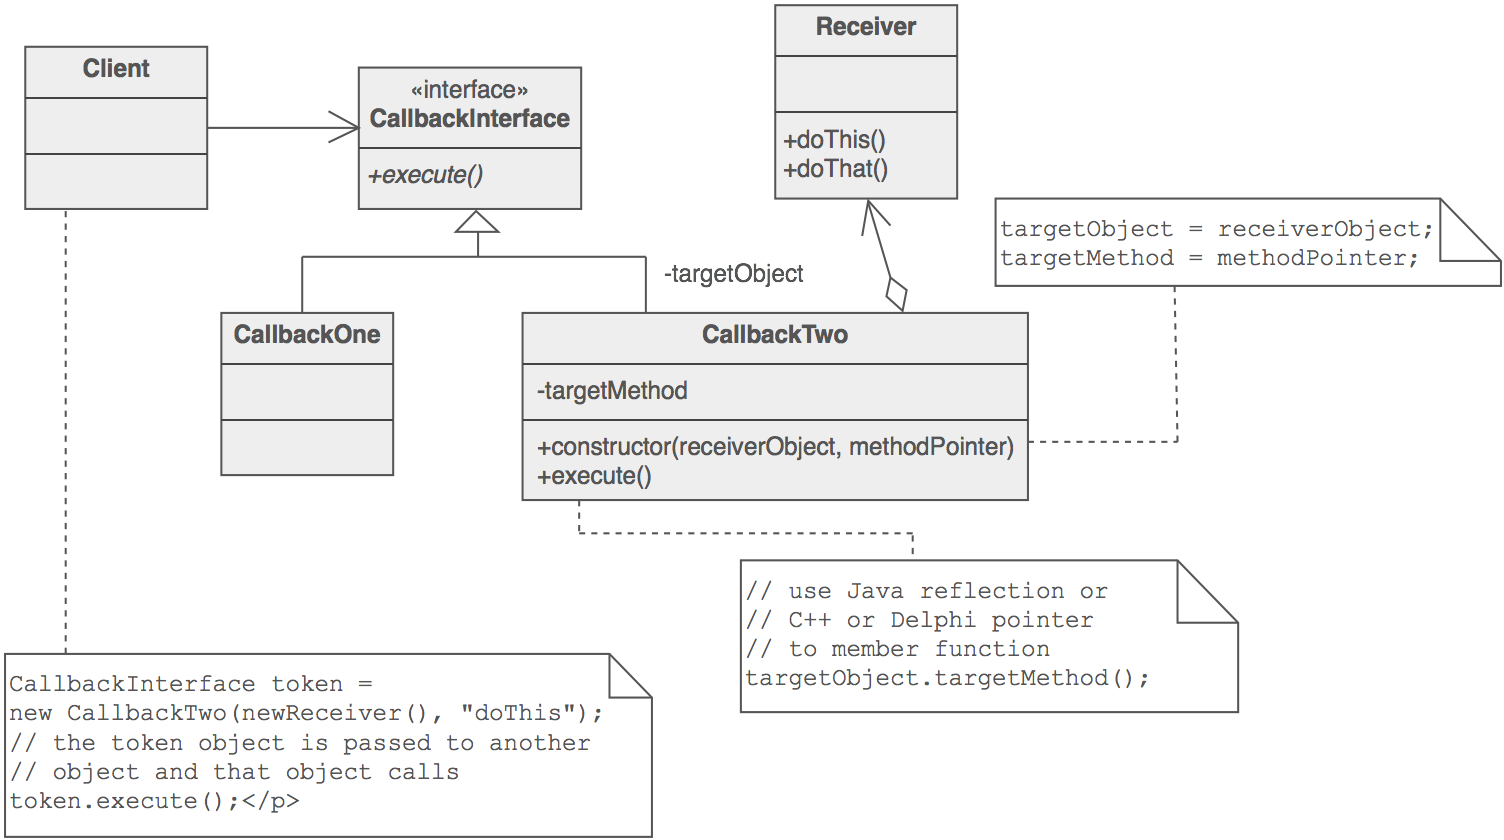 Receiver
+doThis()
+doThat()
Client
«interface»
CallbackInterface
+execute()
targetObject = receiverObject;
targetMethod = methodPointer;
-targetObject
CallbackOne
CallbackTwo
-targetMethod
+constructor(receiverObject, methodPointer)
+execute()
// use Java reflection or
// C++ or Delphi pointer
// to member function
targetObject.targetMethod();
CallbackInterface token =
new CallbackTwo(newReceiver(), "doThis");
// the token object is passed to another
// object and that object calls
token.execute();</p>